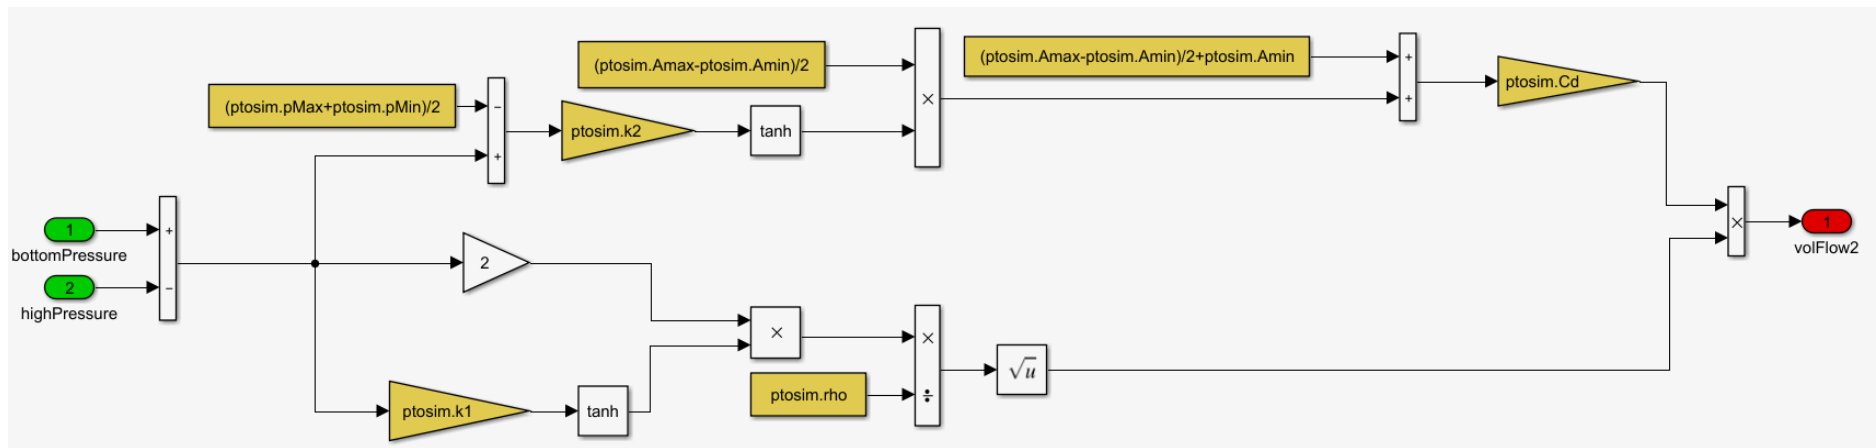 (ptosim.Amax-ptosim.Amin)/2
(ptosim.Amax-ptosim.Amin)/2+ptosim.Amin
+
+
ptosim.Cd
(ptosim.pMax+ptosim.pMin)/2
−
+
ptosim.k2
tanh
×
1
bottomPressure
2
highPressure
+
−
2
×
1
volFlow2
×
×
÷
√u
ptosim.rho
ptosim.k1
tanh